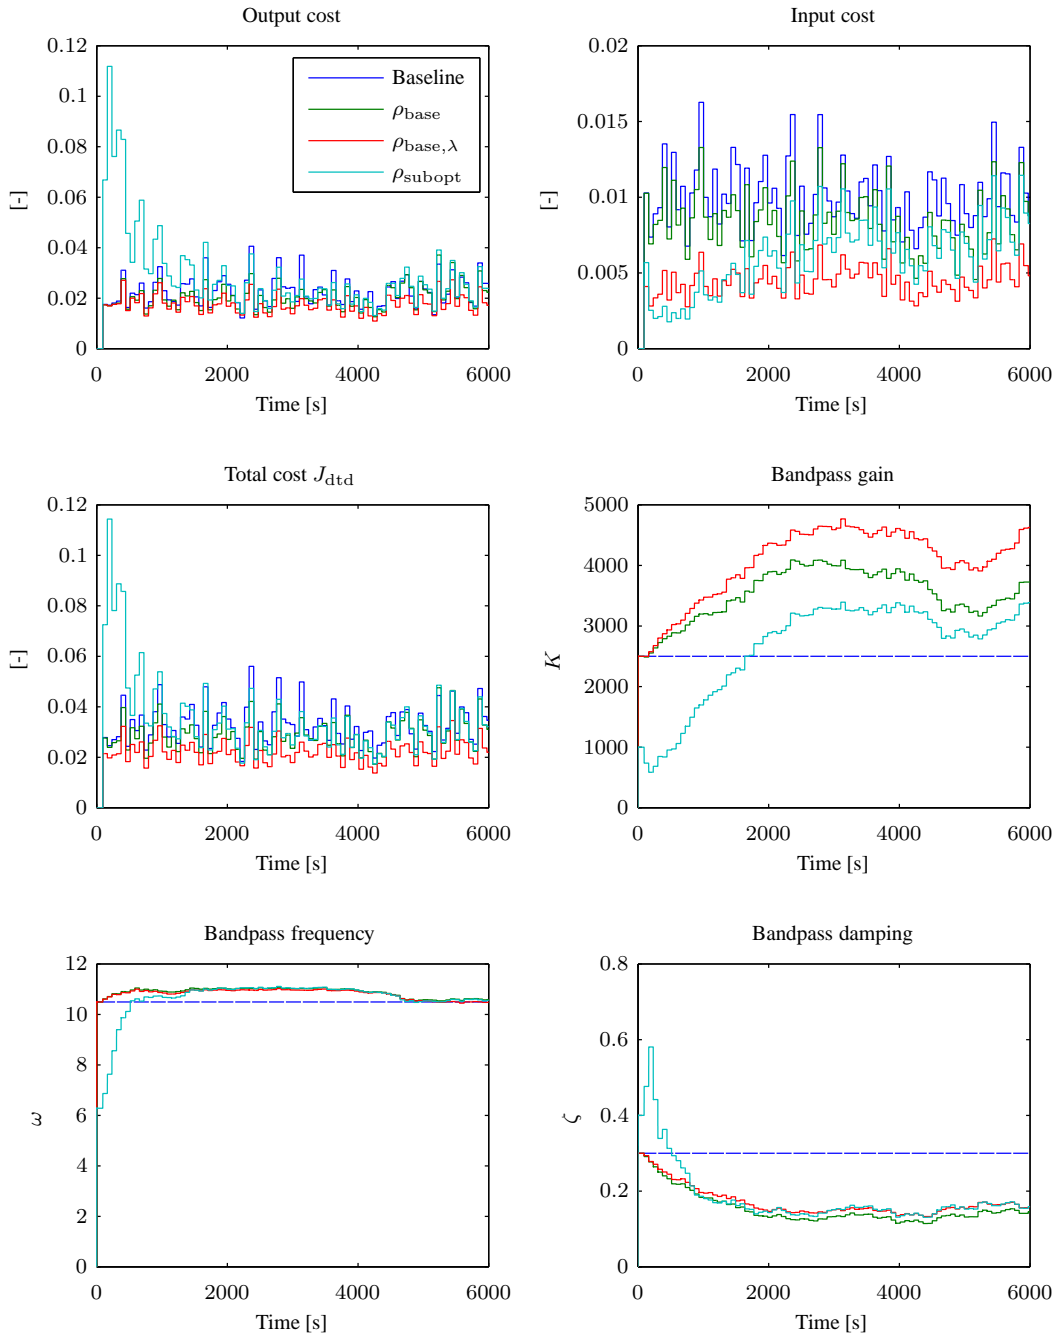 Output cost
0.12
0.1
0.08
0.06
0.04
0.02
0
[-]
0 2000 4000 6000
Time [s]
Baseline
ρbase
ρbase,λ
ρsubopt
Input cost
0.02
0.015
0.01
0.005
0
[-]
0 2000 4000 6000
Time [s]
Total cost Jdtd
0.12
0.1
0.08
0.06
0.04
0.02
0
[-]
0 2000 4000 6000
Time [s]
Bandpass gain
5000
4000
3000
2000
1000
0
K
0 2000 4000 6000
Time [s]
Bandpass frequency
12
10
8
6
4
2
0
ω
0 2000 4000 6000
Time [s]
Bandpass damping
0.8
0.6
0.4
0.2
0
ζ
0 2000 4000 6000
Time [s]